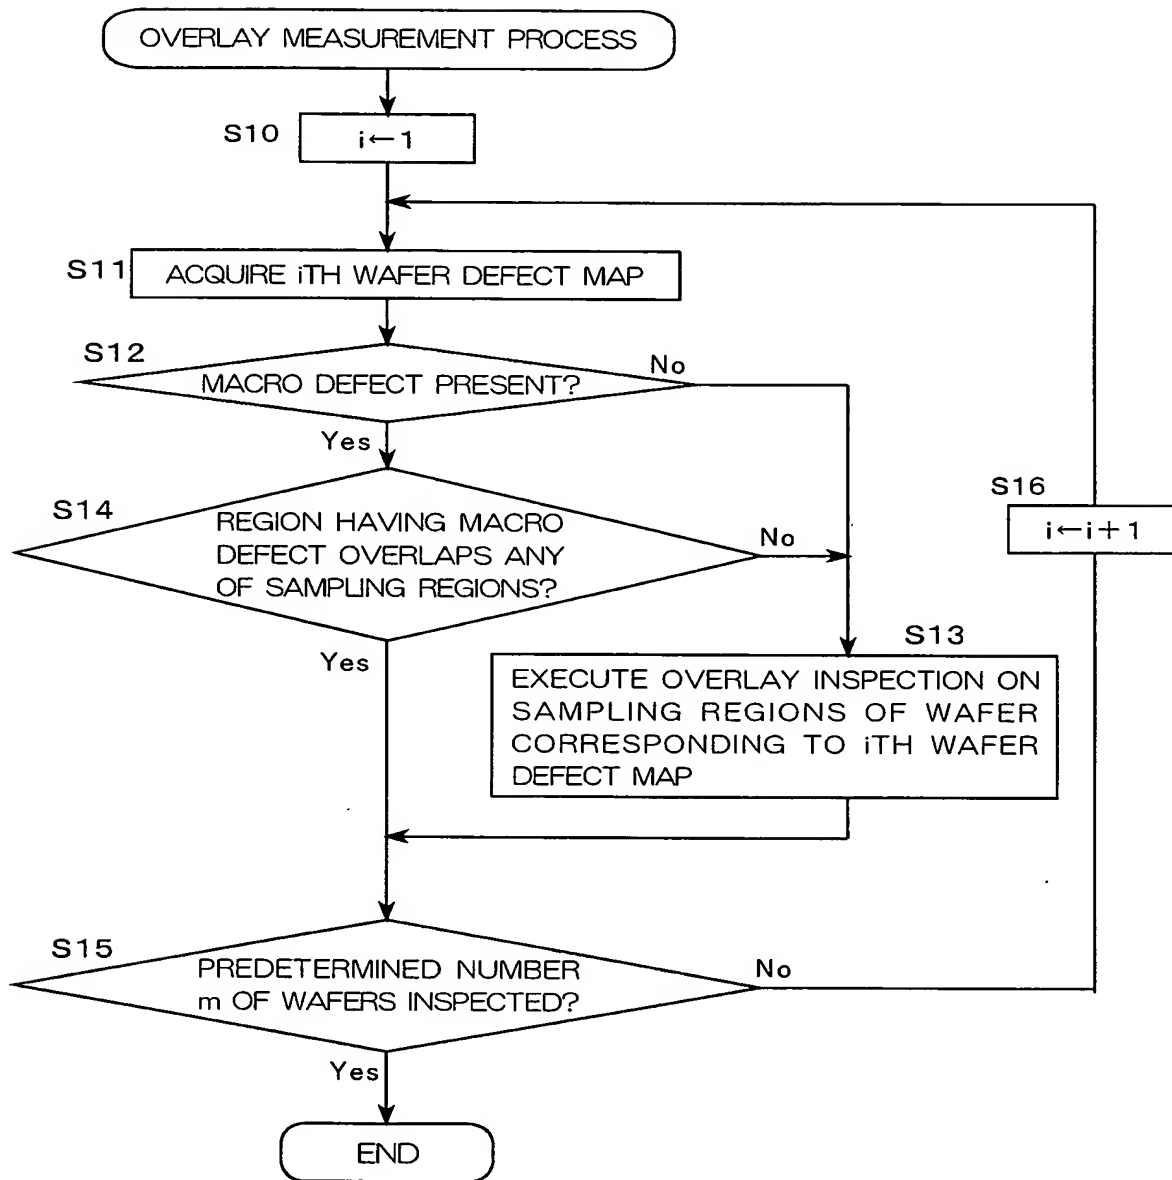 OVERLAY MEASUREMENT PROCESS
S10
i←1
S11
ACQUIRE iTH WAFER DEFECT MAP
S12
MACRO DEFECT PRESENT?
No
Yes
S14
REGION HAVING MACRO
DEFECT OVERLAPS ANY
OF SAMPLING REGIONS?
No
Yes
S16
i←i+1
S13
EXECUTE OVERLAY INSPECTION ON
SAMPLING REGIONS OF WAFER
CORRESPONDING TO iTH WAFER
DEFECT MAP
S15
PREDETERMINED NUMBER
m OF WAFERS INSPECTED?
No
Yes
END